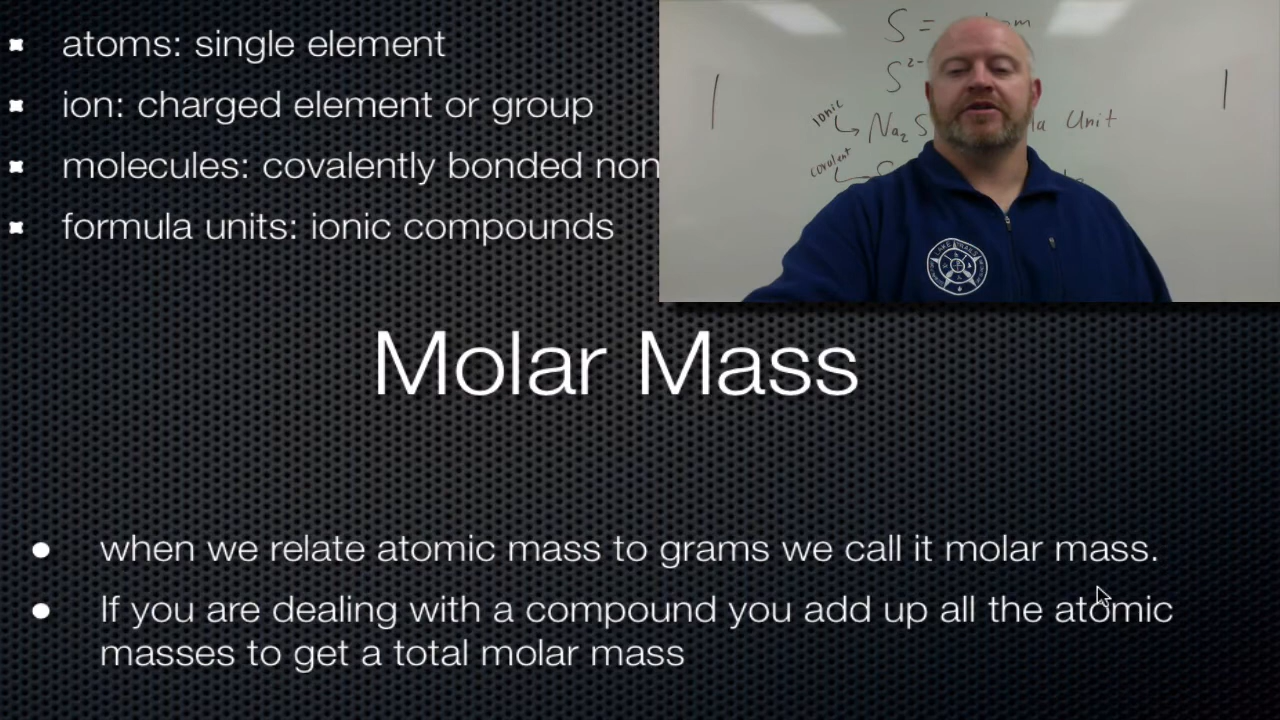 atoms: single element
ion: charged element or group
molecules: covalently bonded non
formula units: ionic compounds
S =
S²⁻
ionic
Na₂S
Unit
covalent
Molar Mass
when we relate atomic mass to grams we call it molar mass.
If you are dealing with a compound you add up all the atomic
masses to get a total molar mass